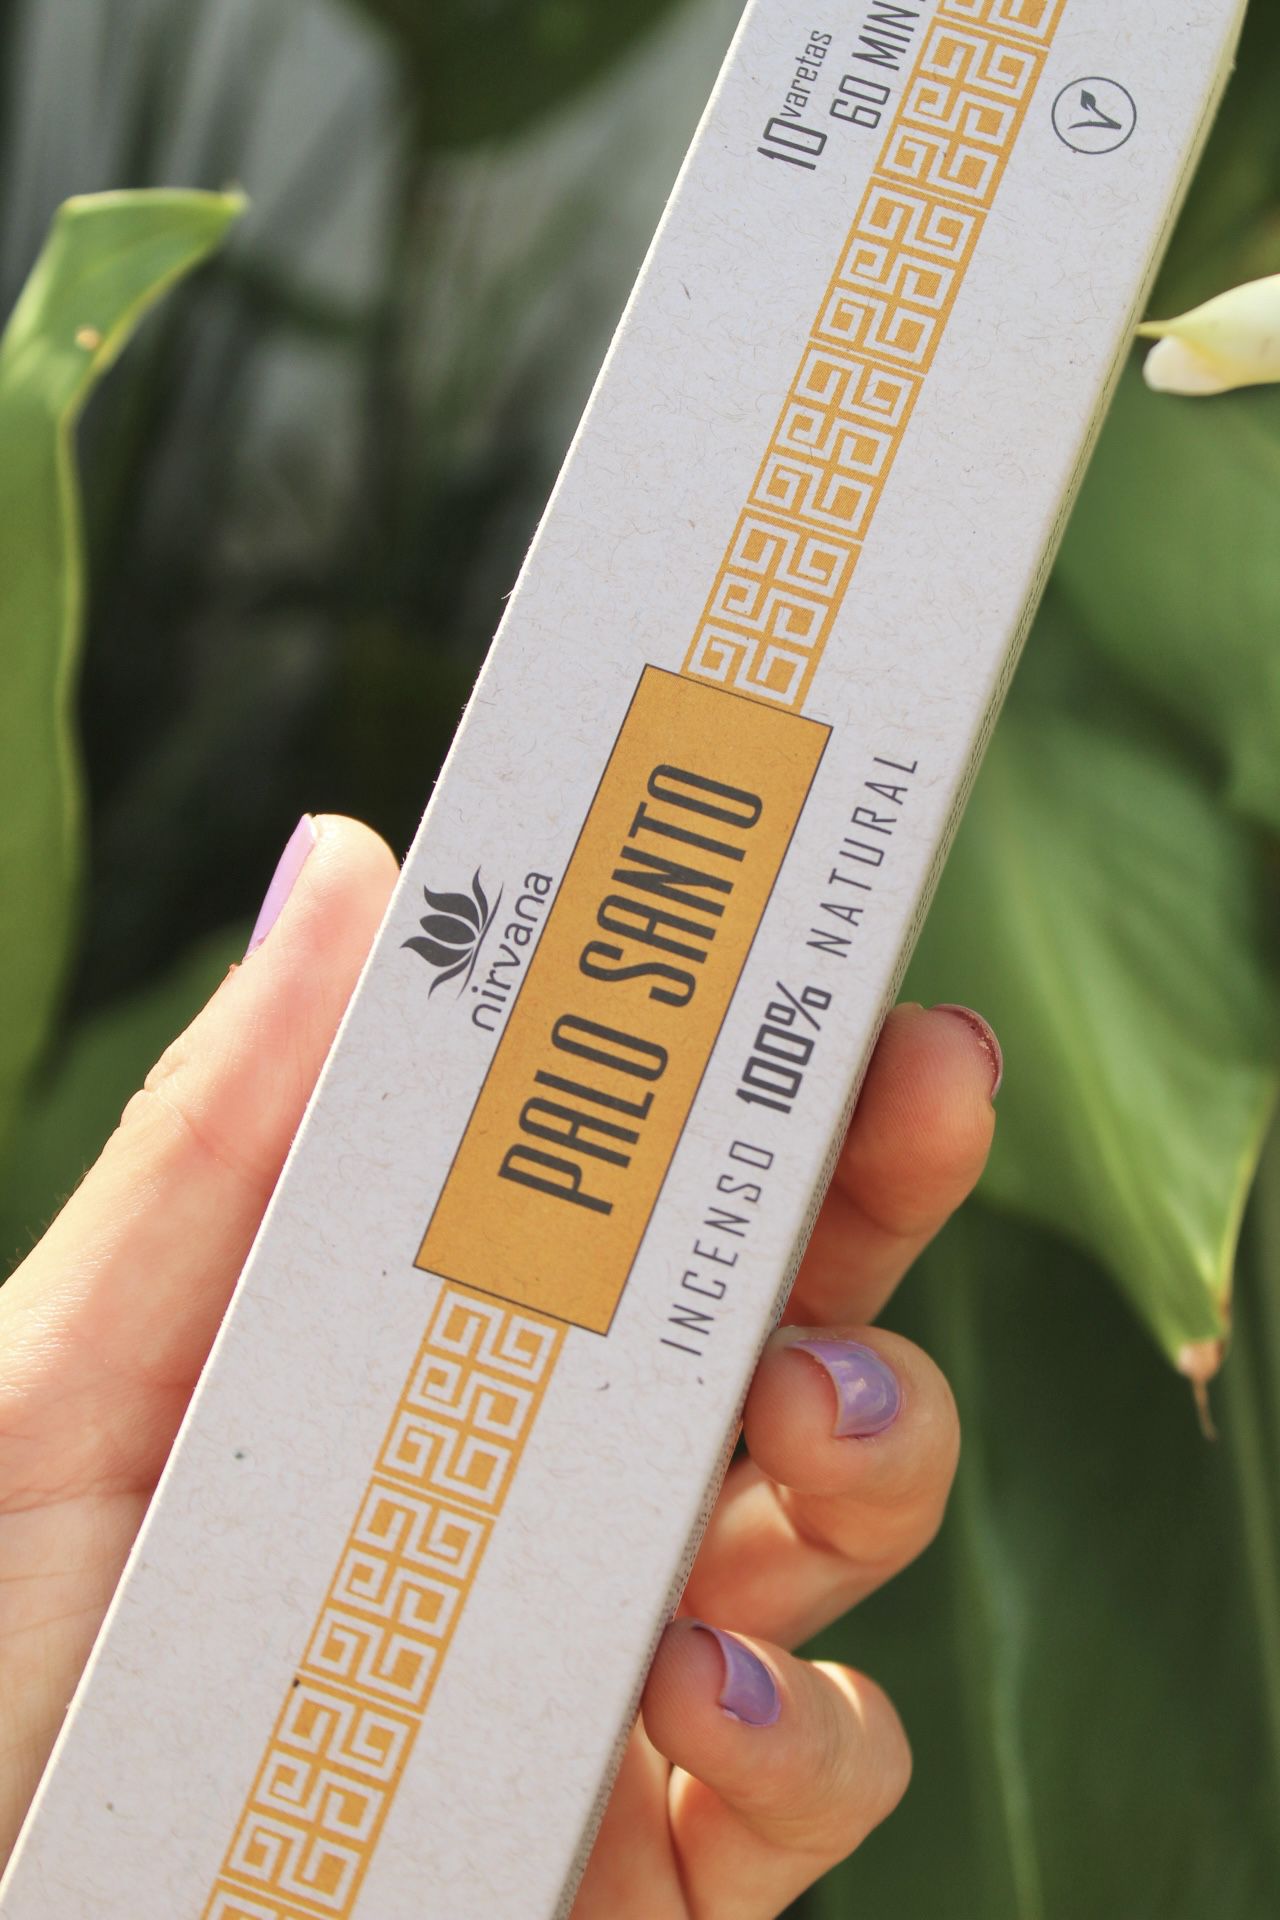 nirvana
PALO SANTO
INCENSO 100% NATURAL
10 varetas
60 MIN